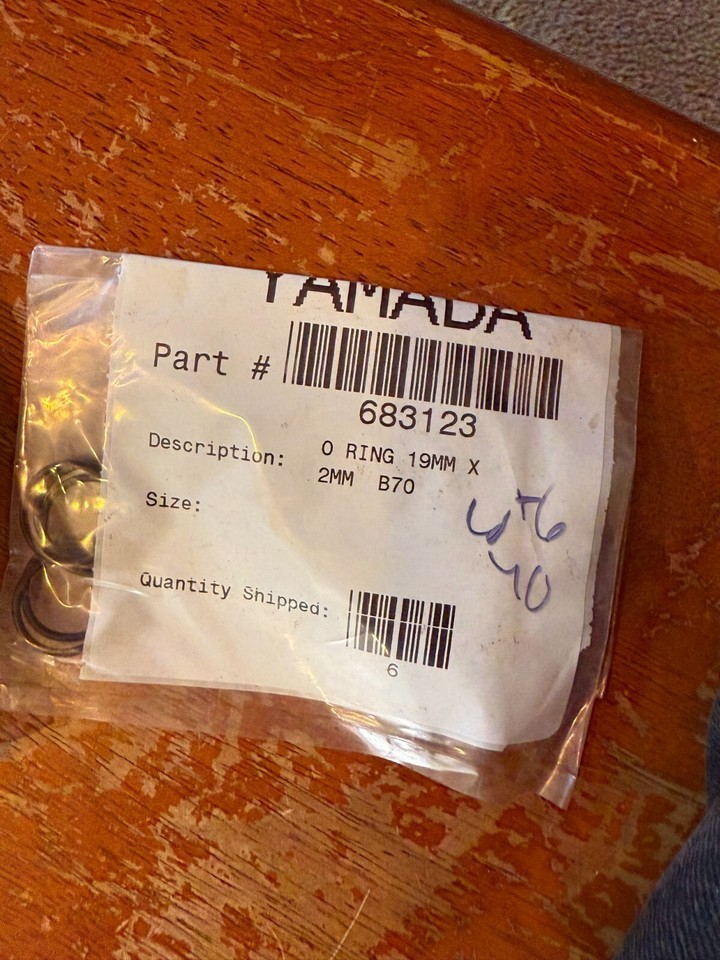 YAMADA
Part #
683123
Description: O RING 19MM X
2MM B70
Size:
Quantity Shipped:
6